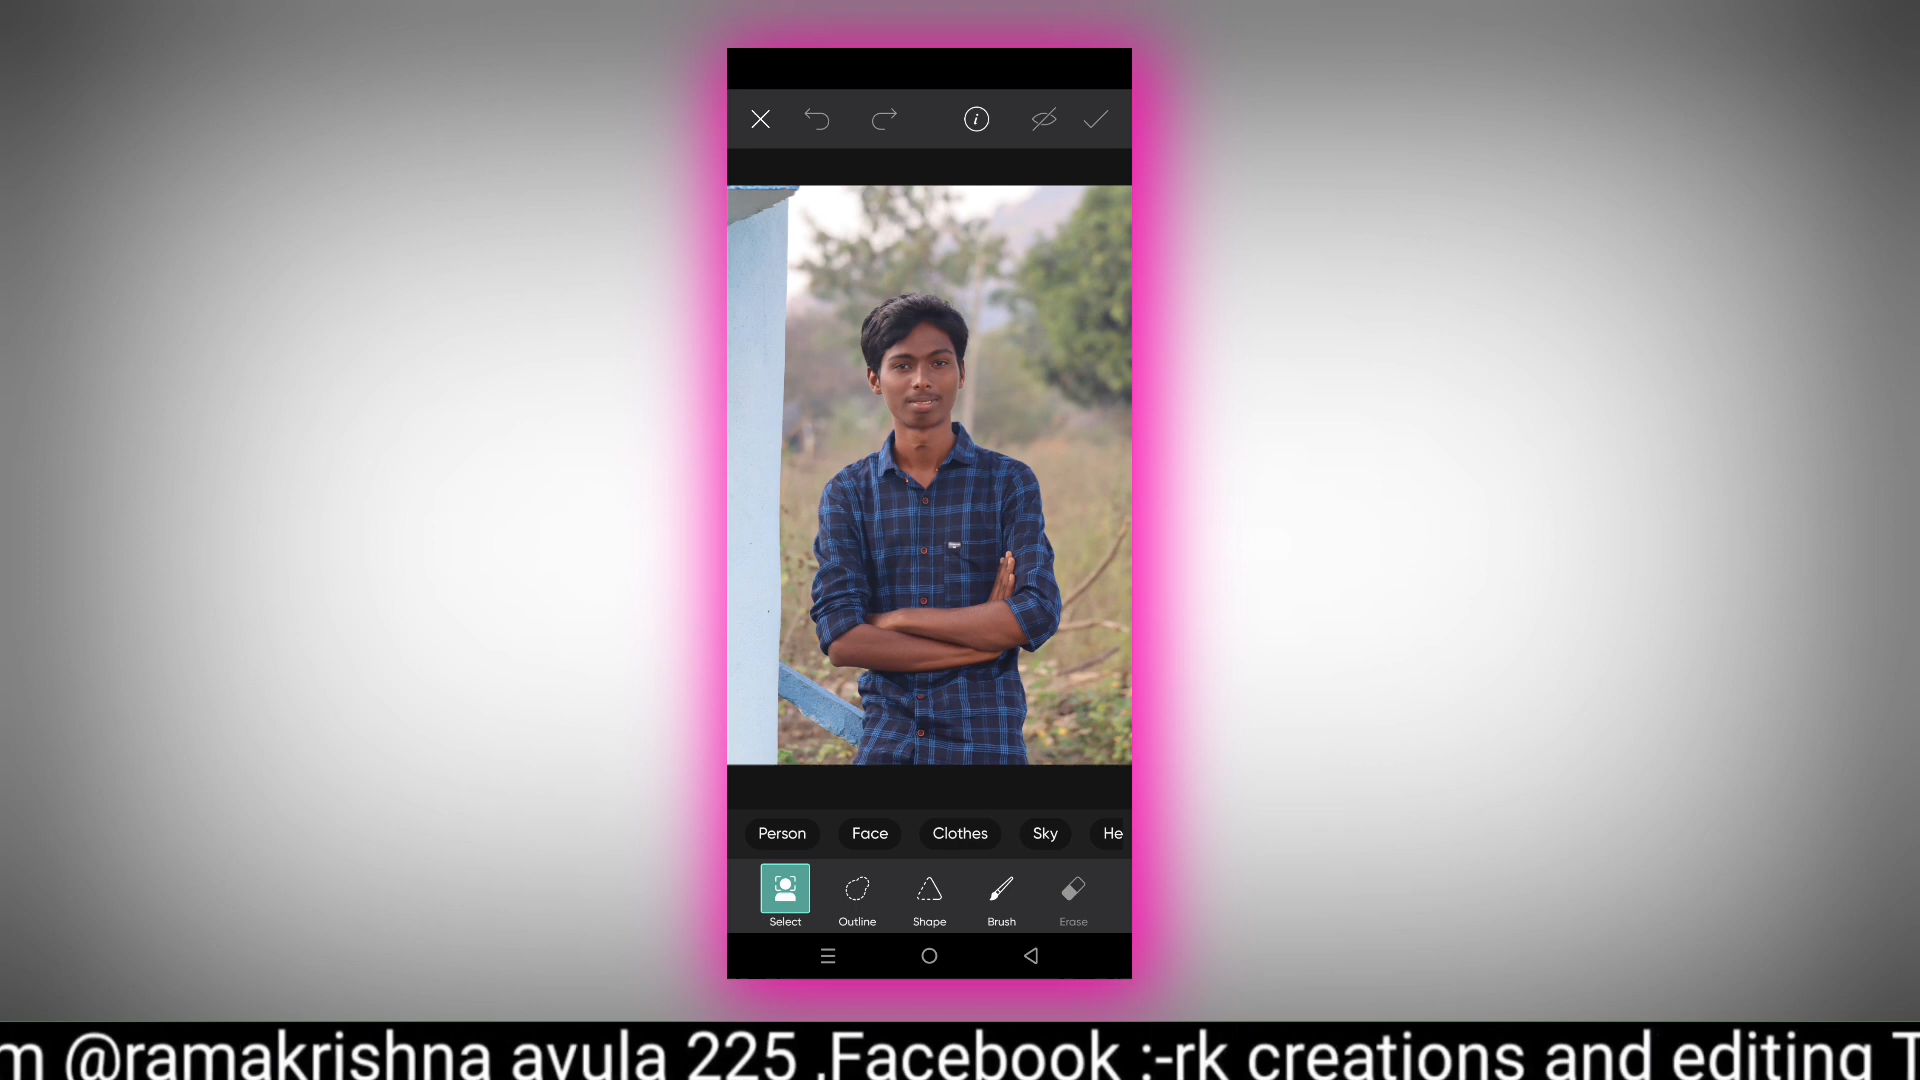 Person Face Clothes Sky He
Select Outline Shape Brush Erase
m @ramakrishna avula 225 ,Facebook :-rk creations and editing T